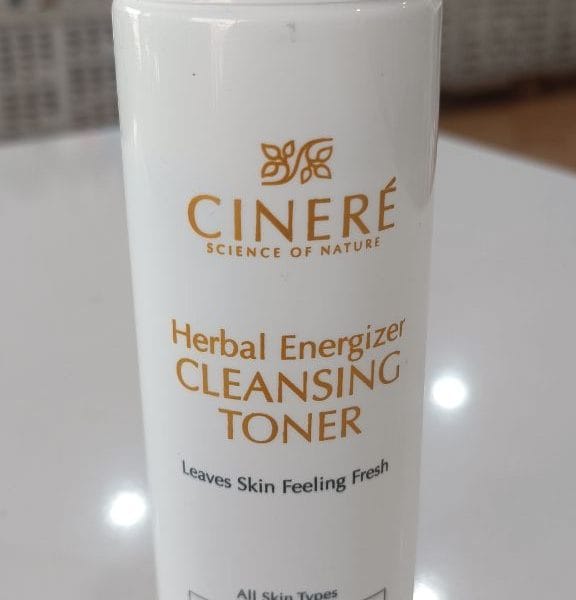 CINERÉ
SCIENCE OF NATURE
Herbal Energizer
CLEANSING
TONER
Leaves Skin Feeling Fresh
All Skin Types